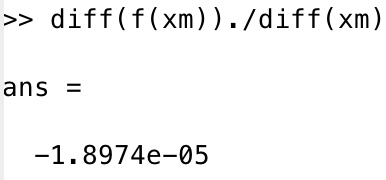 >> diff(f(xm))./diff(xm)
ans =
-1.8974e-05